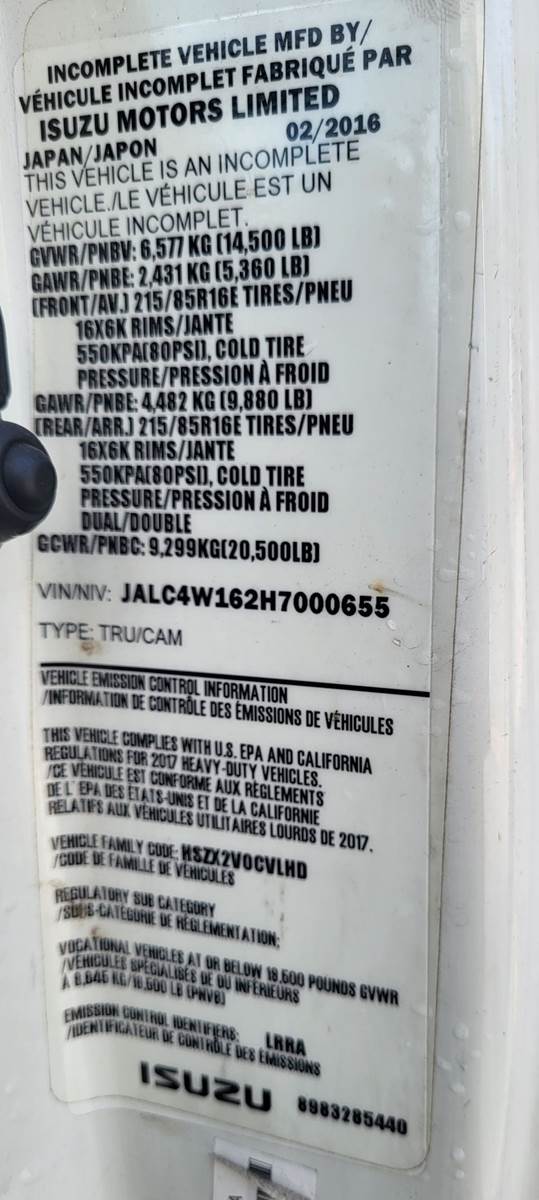 INCOMPLETE VEHICLE MFD BY/
VÉHICULE INCOMPLET FABRIQUÉ PAR
ISUZU MOTORS LIMITED
JAPAN/JAPON 02/2016
THIS VEHICLE IS AN INCOMPLETE
VEHICLE./LE VÉHICULE EST UN
VÉHICULE INCOMPLET.
GVWR/PNBV: 6,577 KG (14,500 LB)
GAWR/PNBE: 2,431 KG (5,360 LB)
(FRONT/AV.) 215/85R16E TIRES/PNEU
16X6K RIMS/JANTE
550KPA(80PSI), COLD TIRE
PRESSURE/PRESSION À FROID
GAWR/PNBE: 4,482 KG (9,880 LB)
(REAR/ARR.) 215/85R16E TIRES/PNEU
16X6K RIMS/JANTE
550KPA(80PSI), COLD TIRE
PRESSURE/PRESSION À FROID
DUAL/DOUBLE
GCWR/PNBC: 9,299KG(20,500LB)
VIN/NIV: JALC4W162H7000655
TYPE: TRU/CAM
VEHICLE EMISSION CONTROL INFORMATION
/INFORMATION DE CONTRÔLE DES ÉMISSIONS DE VÉHICULES
THIS VEHICLE COMPLIES WITH U.S. EPA AND CALIFORNIA
REGULATIONS FOR 2017 HEAVY-DUTY VEHICLES.
/CE VÉHICULE EST CONFORME AUX RÈGLEMENTS
DE L'EPA DES ÉTATS-UNIS ET DE LA CALIFORNIE
RELATIFS AUX VÉHICULES UTILITAIRES LOURDS DE 2017.
VEHICLE FAMILY CODE: HSZX2VOCVLHD
/CODE DE FAMILLE DE VÉHICULES
REGULATORY SUB CATEGORY
/SOUS-CATÉGORIE DE RÉGLEMENTATION:
VOCATIONAL VEHICLES AT OR BELOW 19,500 POUNDS GVWR
/VÉHICULES SPÉCIALISÉS DE OU INFÉRIEURS
À 8,845 KG/19,500 LB (PNVB)
EMISSION CONTROL IDENTIFIERS: LRRA
/IDENTIFICATEUR DE CONTRÔLE DES ÉMISSIONS
ISUZU 8983285440